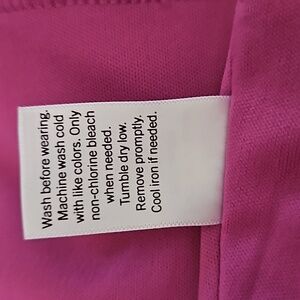 Wash before wearing.
Machine wash cold
with like colors. Only
non-chlorine bleach
when needed.
Tumble dry low.
Remove promptly.
Cool iron if needed.